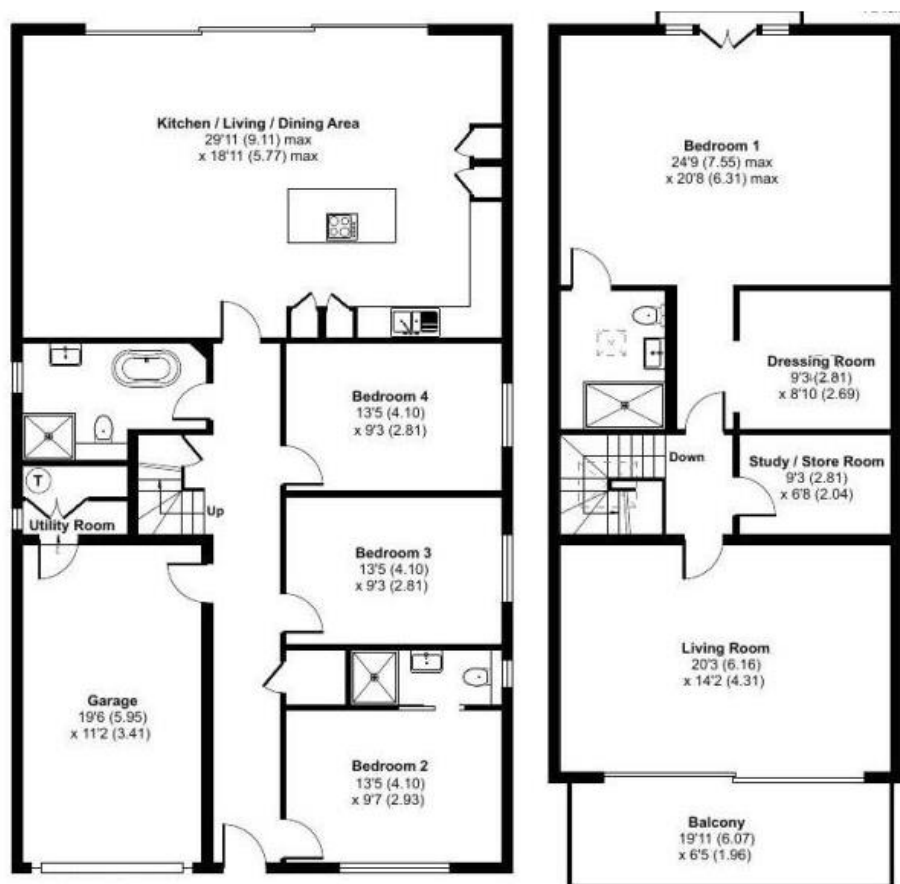 Kitchen / Living / Dining Area
29'11 (9.11) max
x 18'11 (5.77) max
Bedroom 4
13'5 (4.10)
x 9'3 (2.81)
T
Utility Room
Up
Bedroom 3
13'5 (4.10)
x 9'3 (2.81)
Garage
19'6 (5.95)
x 11'2 (3.41)
Bedroom 2
13'5 (4.10)
x 9'7 (2.93)
Bedroom 1
24'9 (7.55) max
x 20'8 (6.31) max
Dressing Room
9'3 (2.81)
x 8'10 (2.69)
Down
Study / Store Room
9'3 (2.81)
x 6'8 (2.04)
Living Room
20'3 (6.16)
x 14'2 (4.31)
Balcony
19'11 (6.07)
x 6'5 (1.96)